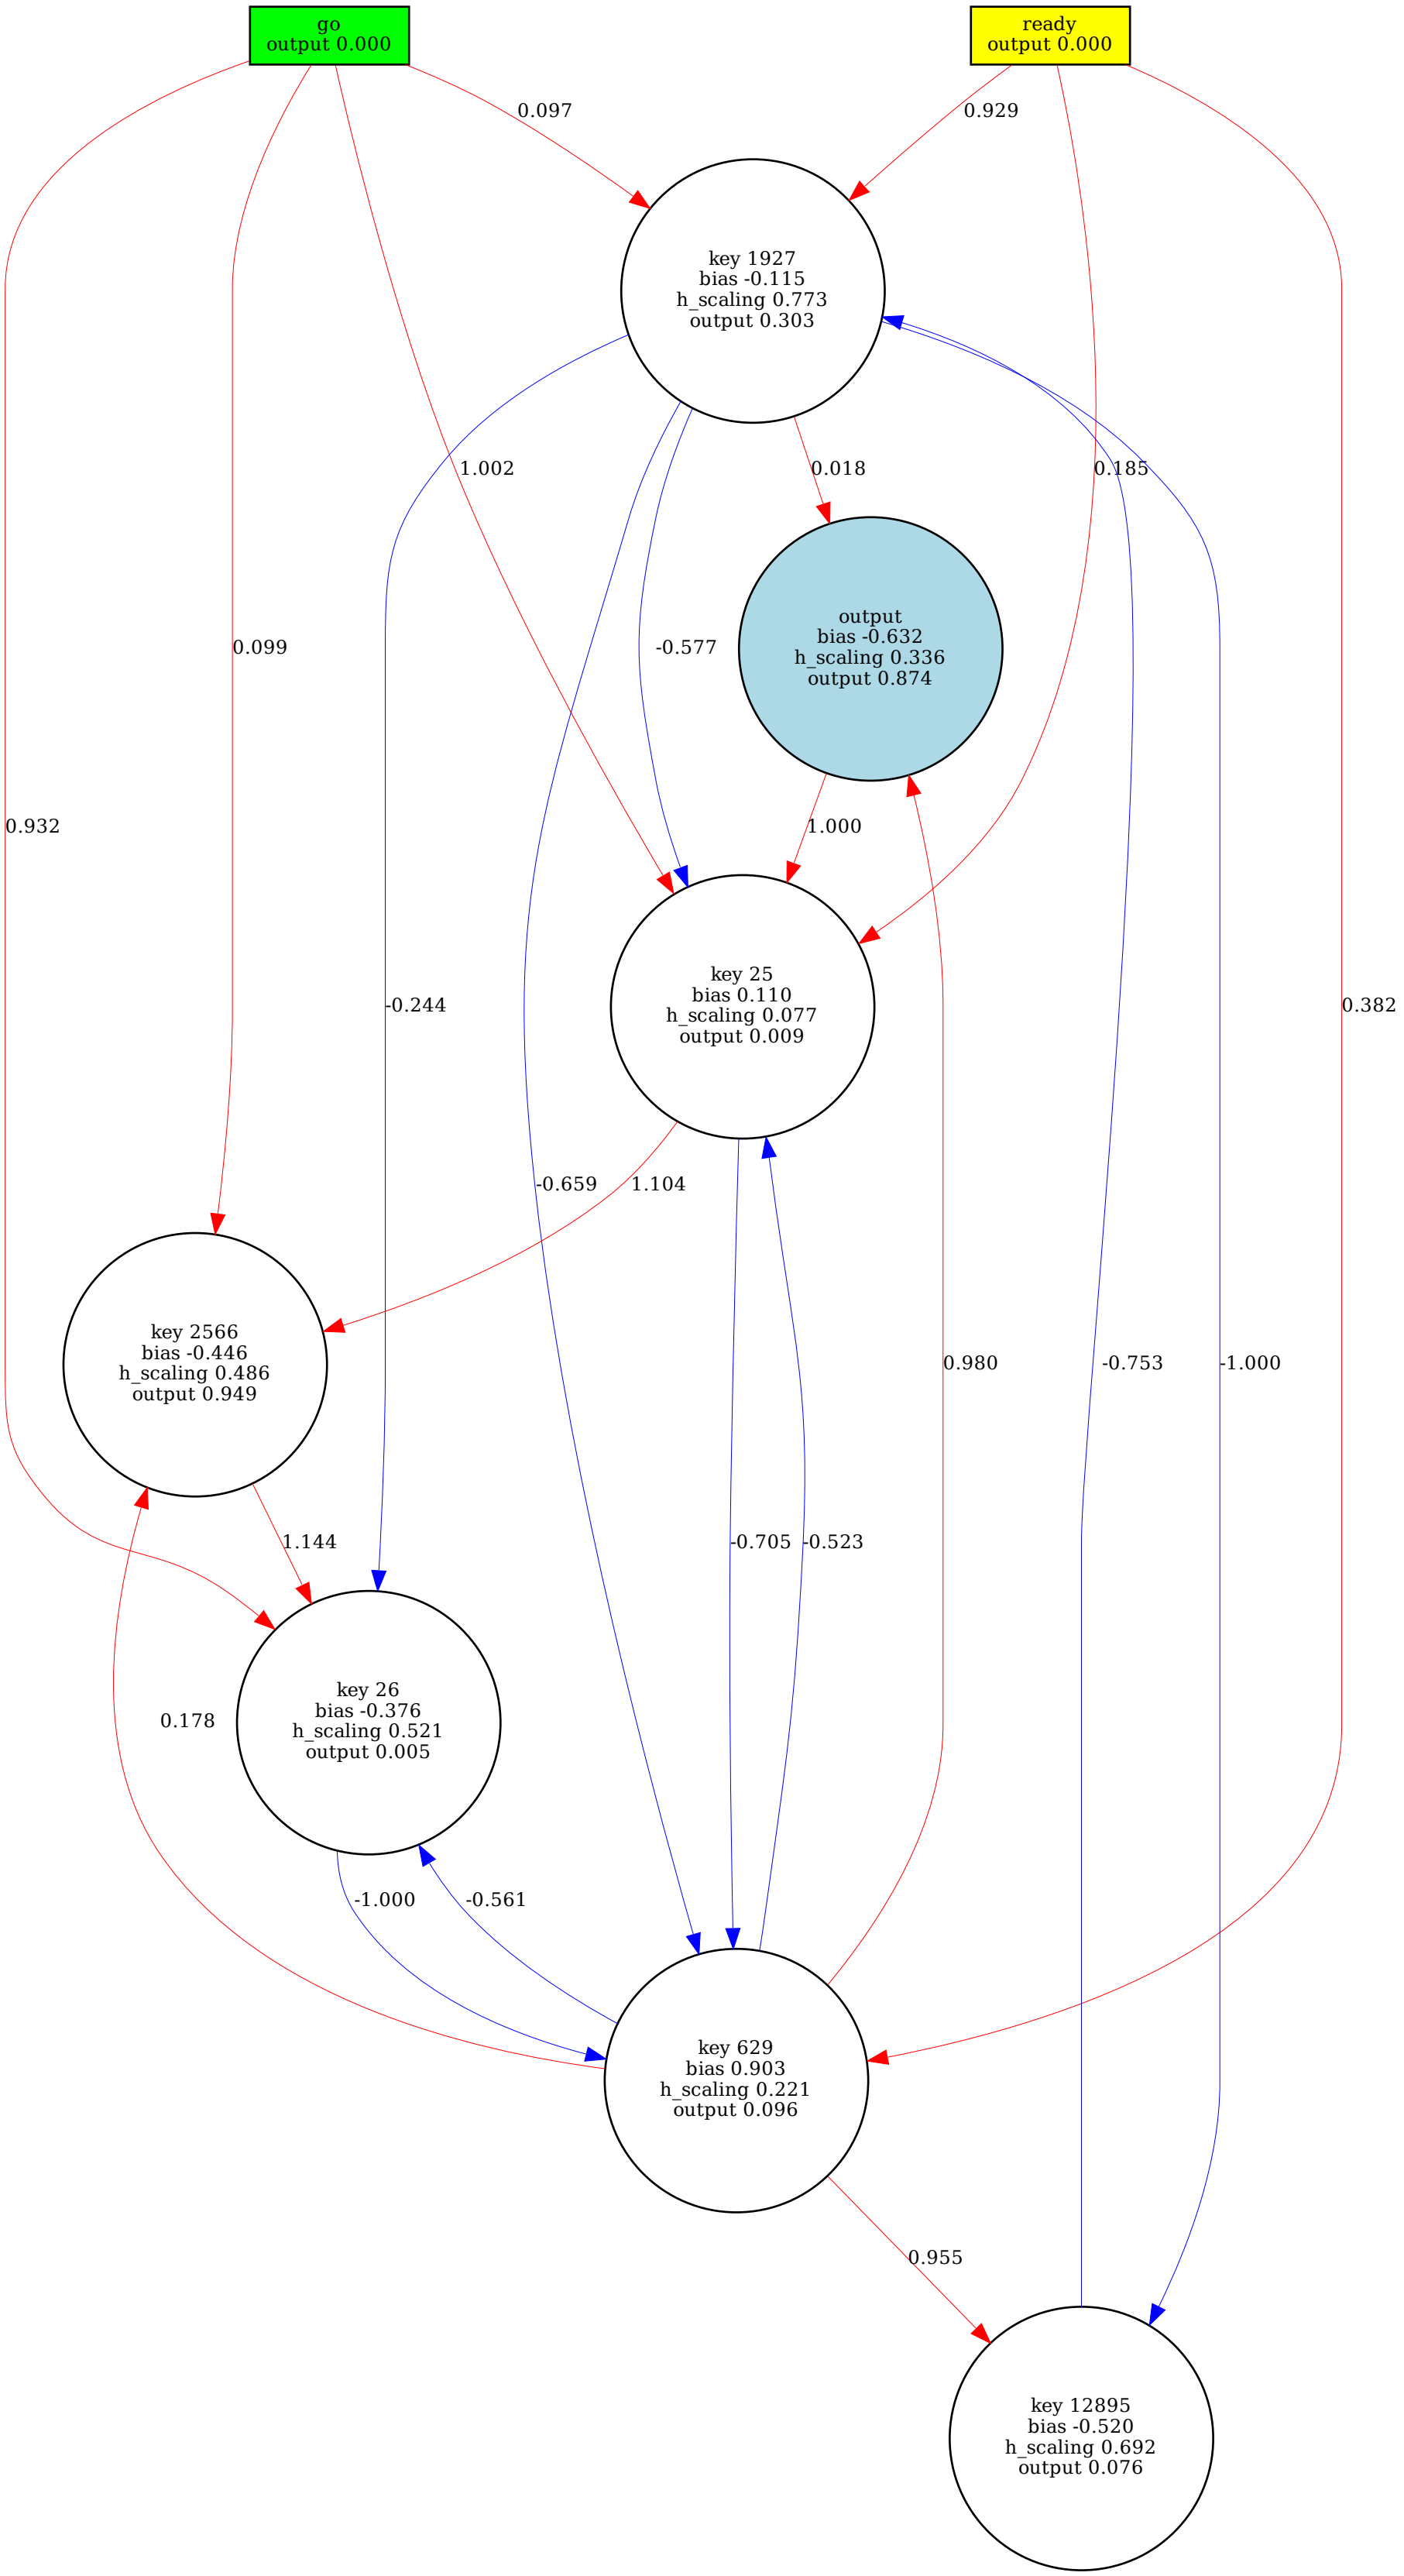 go
output 0.000
ready
output 0.000
0.097
0.929
key 1927
bias -0.115
h_scaling 0.773
output 0.303
1.002
0.018
0.185
0.099
-0.577
output
bias -0.632
h_scaling 0.336
output 0.874
0.932
1.000
-0.244
key 25
bias 0.110
h_scaling 0.077
output 0.009
0.382
-0.659
1.104
key 2566
bias -0.446
h_scaling 0.486
output 0.949
0.980
-0.753
-1.000
1.144
-0.705
-0.523
0.178
key 26
bias -0.376
h_scaling 0.521
output 0.005
-1.000
-0.561
key 629
bias 0.903
h_scaling 0.221
output 0.096
0.955
key 12895
bias -0.520
h_scaling 0.692
output 0.076